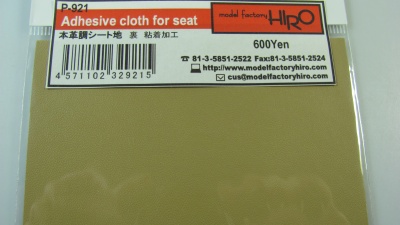 P-921
Adhesive cloth for seat
model factory HIRO
本革調シート地 裏 粘着加工
600Yen
4 571102 329215
☎ 81-3-5851-2522 Fax:81-3-5851-2524
http://www.modelfactoryhiro.com
cus@modelfactoryhiro.com